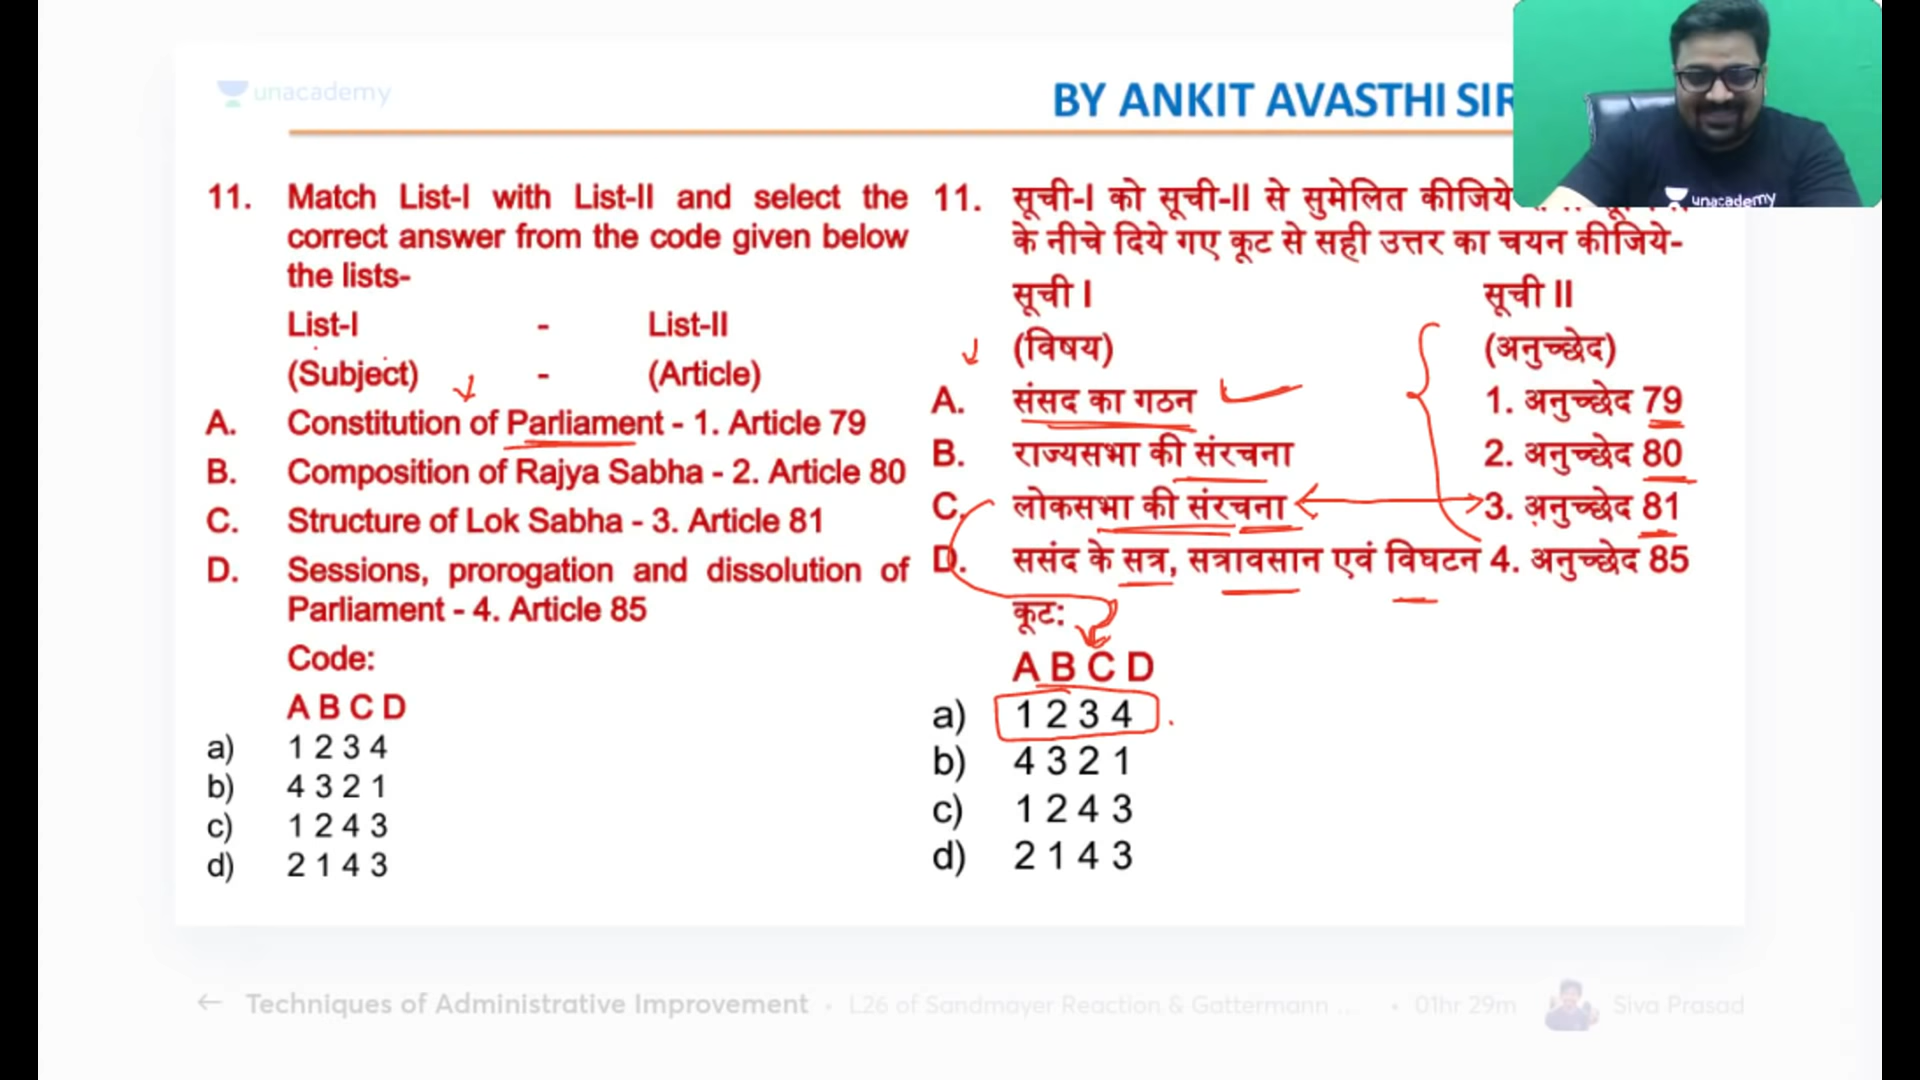 unacademy
BY ANKIT AVASTHI SIR
unacademy
11. Match List-I with List-II and select the
correct answer from the code given below
the lists-
List-I - List-II
(Subject) - (Article)
A. Constitution of Parliament - 1. Article 79
B. Composition of Rajya Sabha - 2. Article 80
C. Structure of Lok Sabha - 3. Article 81
D. Sessions, prorogation and dissolution of
Parliament - 4. Article 85
Code:
A B C D
a) 1 2 3 4
b) 4 3 2 1
c) 1 2 4 3
d) 2 1 4 3
11. सूची-I को सूची-II से सुमेलित कीजिये
के नीचे दिये गए कूट से सही उत्तर का चयन कीजिये-
सूची I सूची II
(विषय) (अनुच्छेद)
A. संसद का गठन 1. अनुच्छेद 79
B. राज्यसभा की संरचना 2. अनुच्छेद 80
C. लोकसभा की संरचना 3. अनुच्छेद 81
D. ससंद के सत्र, सत्रावसान एवं विघटन 4. अनुच्छेद 85
कूट:
A B C D
a) 1 2 3 4
b) 4 3 2 1
c) 1 2 4 3
d) 2 1 4 3
Techniques of Administrative Improvement • L26 of Sandmayer Reaction & Gattermann ... • 01hr 29m Siva Prasad